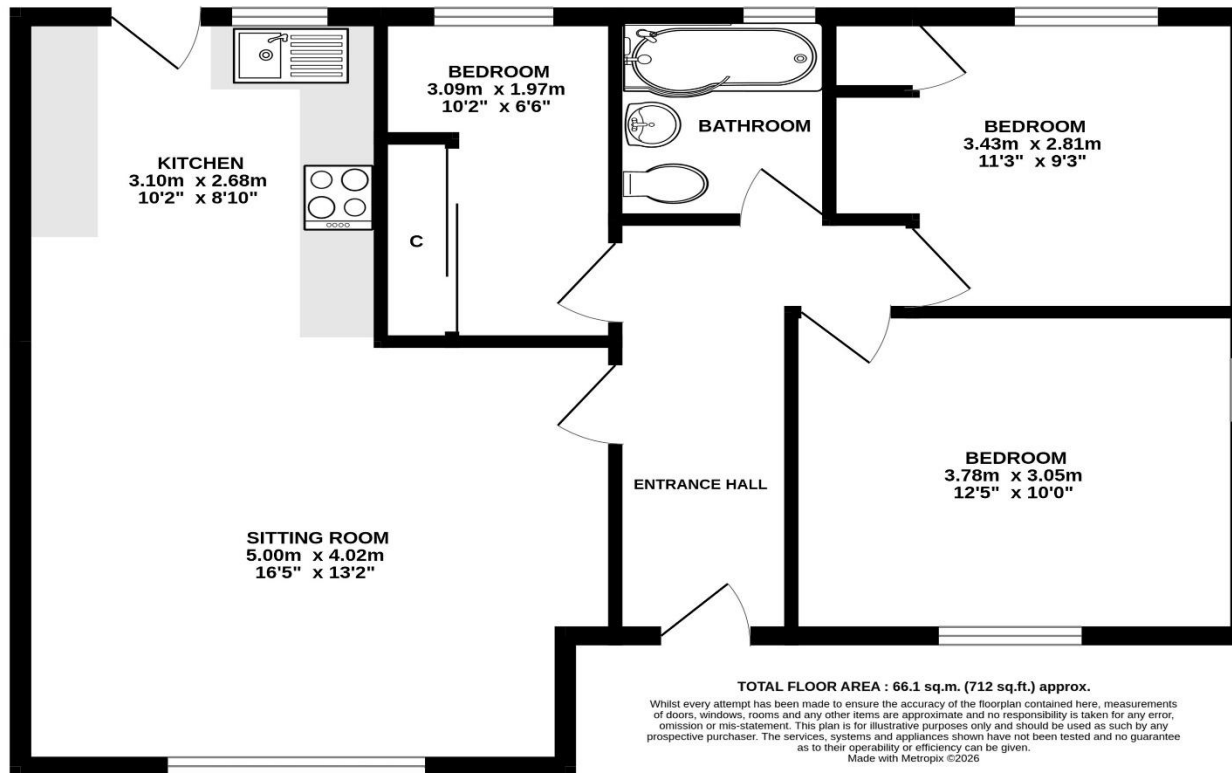 BEDROOM
3.09m x 1.97m
10'2" x 6'6"
BATHROOM
BEDROOM
3.43m x 2.81m
11'3" x 9'3"
KITCHEN
3.10m x 2.68m
10'2" x 8'10"
C
BEDROOM
3.78m x 3.05m
12'5" x 10'0"
ENTRANCE HALL
SITTING ROOM
5.00m x 4.02m
16'5" x 13'2"
TOTAL FLOOR AREA : 66.1 sq.m. (712 sq.ft.) approx.
Whilst every attempt has been made to ensure the accuracy of the floorplan contained here, measurements
of doors, windows, rooms and any other items are approximate and no responsibility is taken for any error,
omission or mis-statement. This plan is for illustrative purposes only and should be used as such by any
prospective purchaser. The services, systems and appliances shown have not been tested and no guarantee
as to their operability or efficiency can be given.
Made with Metropix ©2026